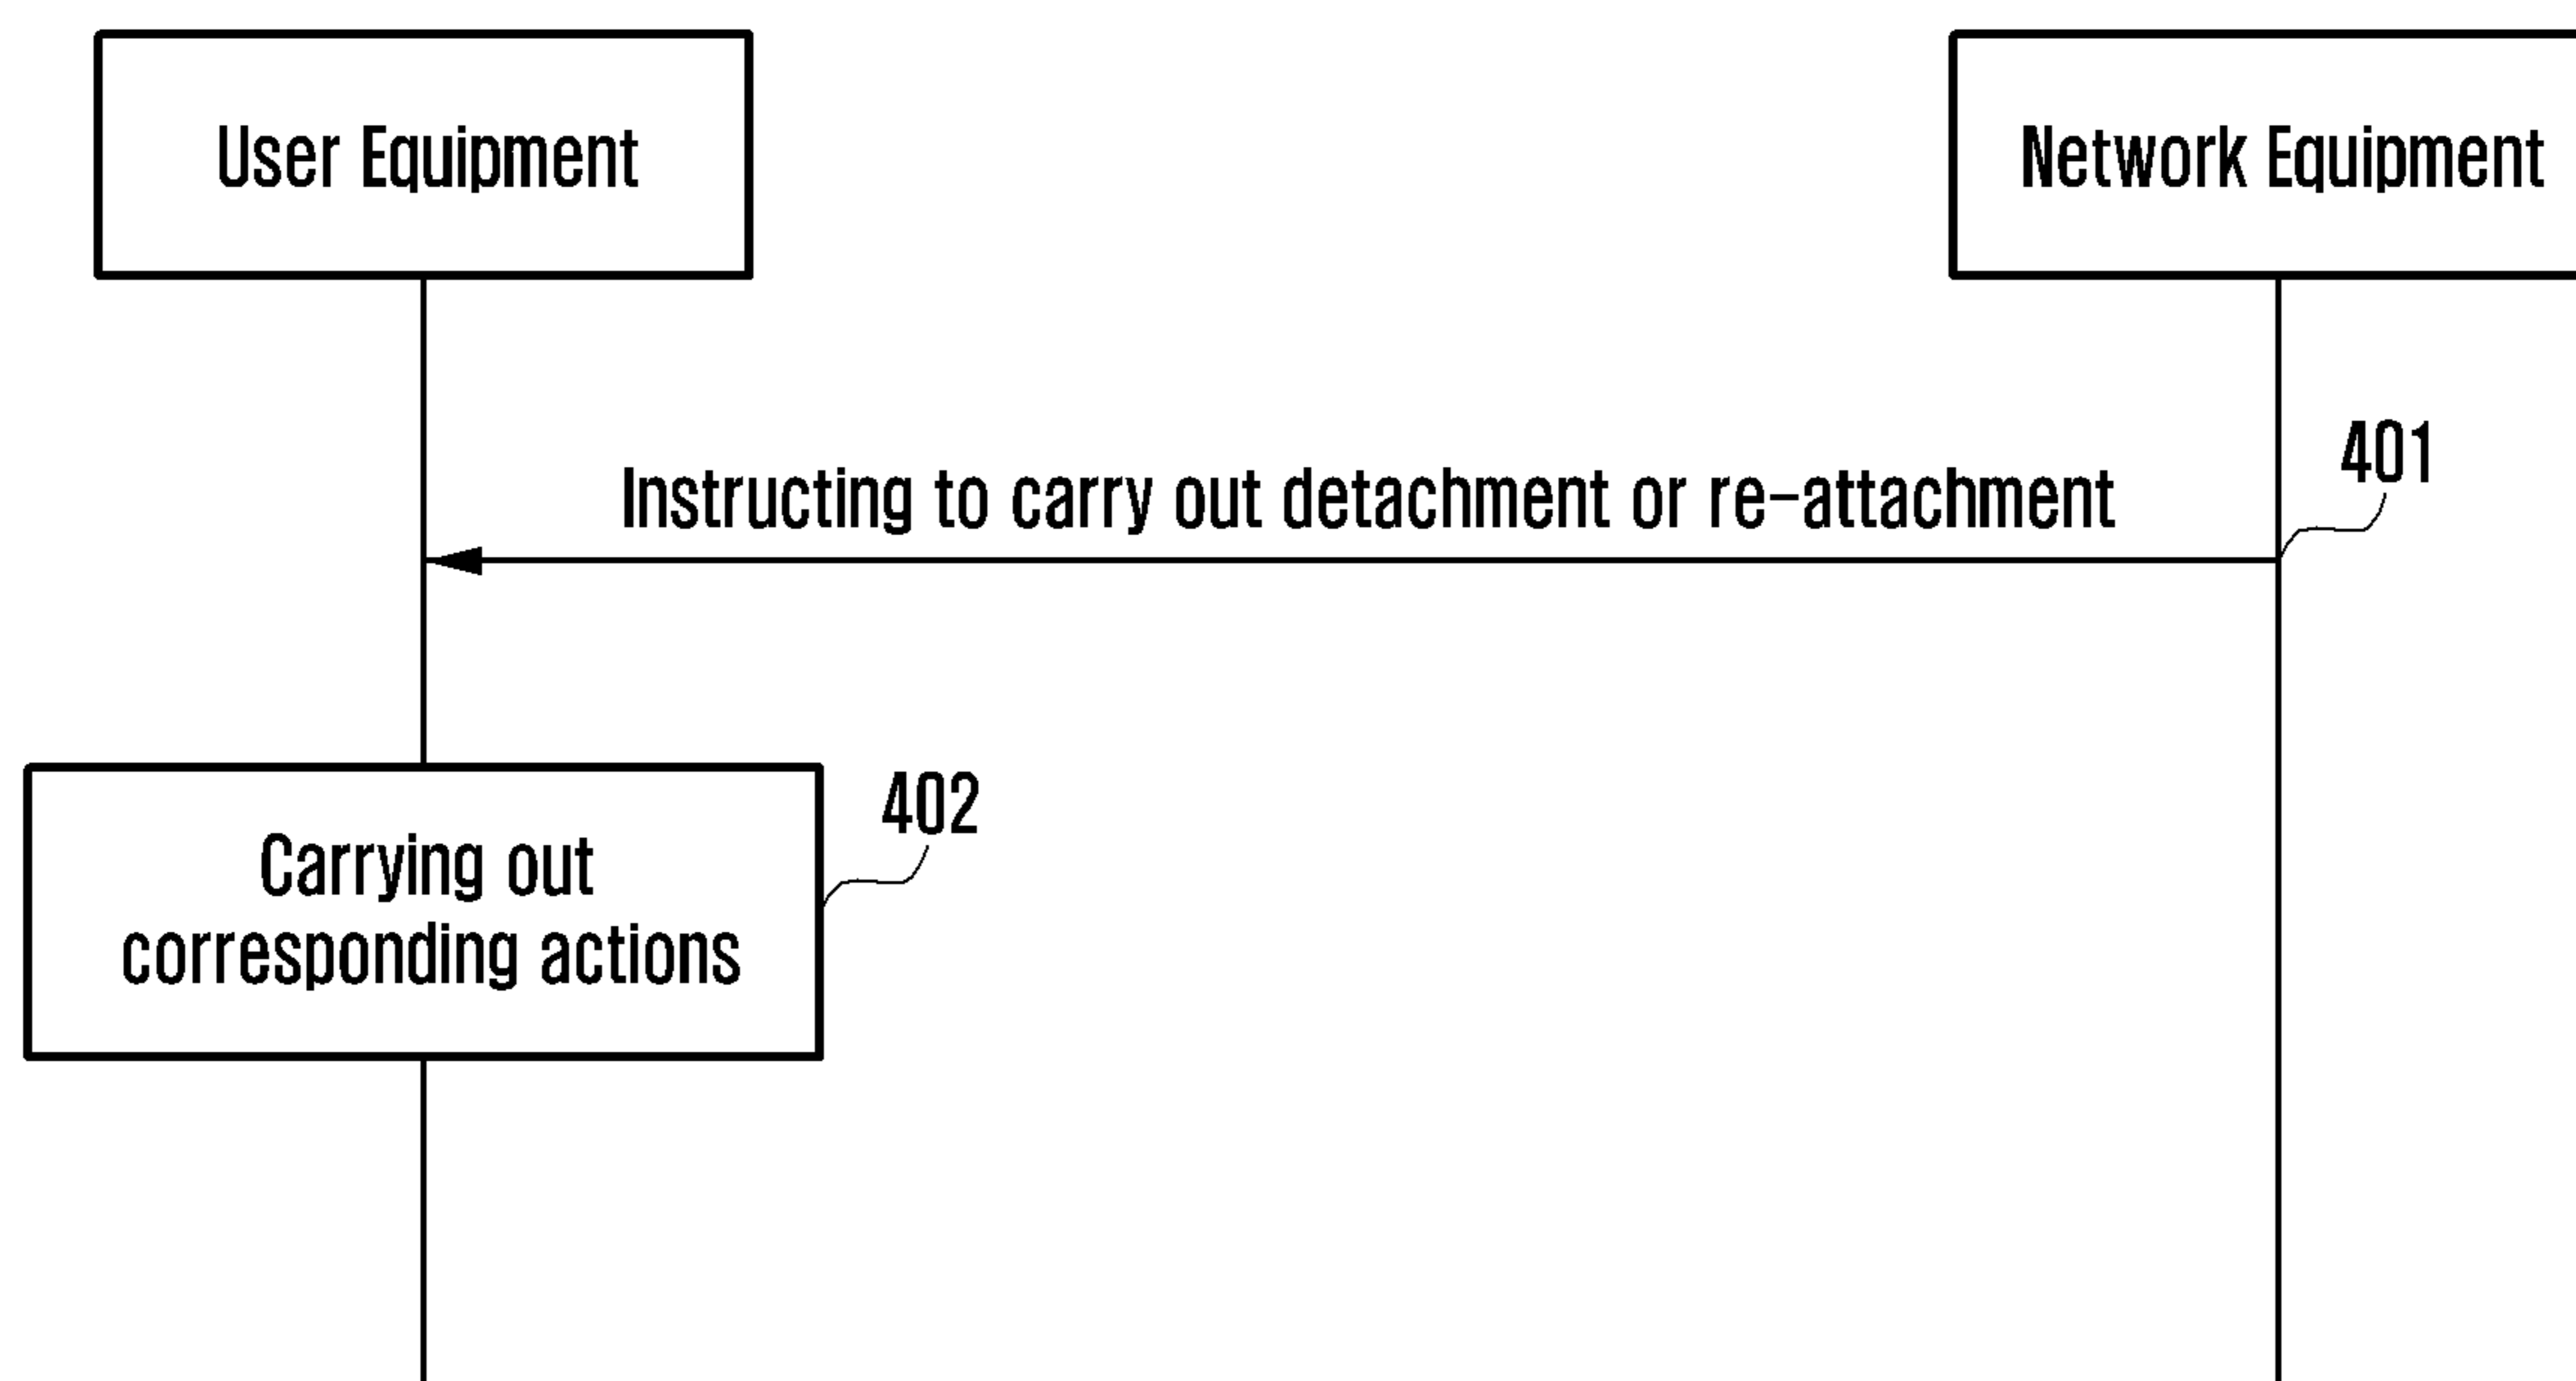 User Equipment
Network Equipment
401
Instructing to carry out detachment or re-attachment
402
Carrying out
corresponding actions